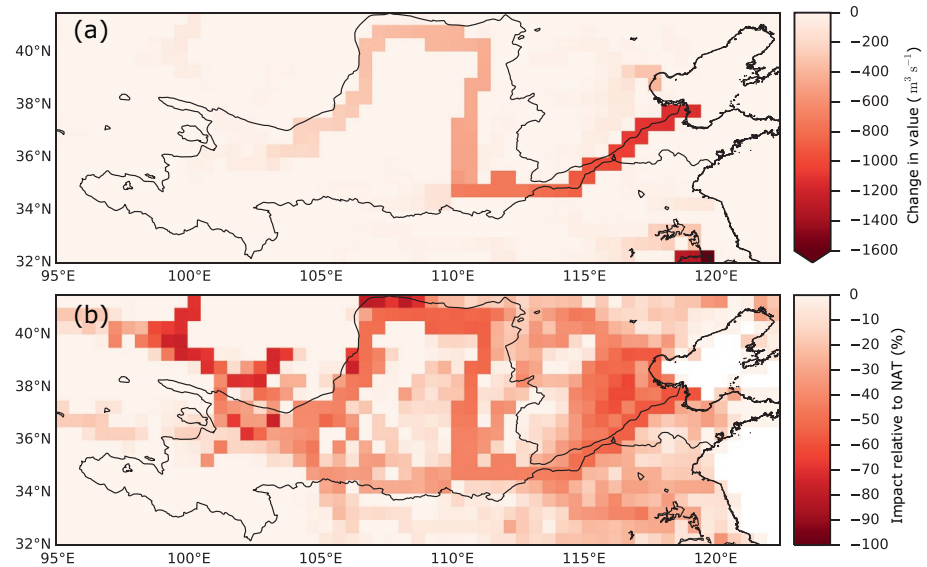 (a)
40°N
38°N
36°N
34°N
32°N
95°E 100°E 105°E 110°E 115°E 120°E
0
−200
−400
−600
−800
−1000
−1200
−1400
−1600
Change in value ( m³ s⁻¹)
(b)
40°N
38°N
36°N
34°N
32°N
95°E 100°E 105°E 110°E 115°E 120°E
0
−10
−20
−30
−40
−50
−60
−70
−80
−90
−100
Impact relative to NAT (%)